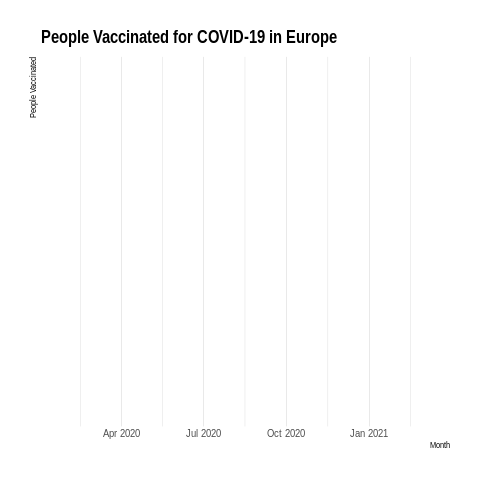 People Vaccinated for COVID-19 in Europe
People Vaccinated
Apr 2020
Jul 2020
Oct 2020
Jan 2021
Month